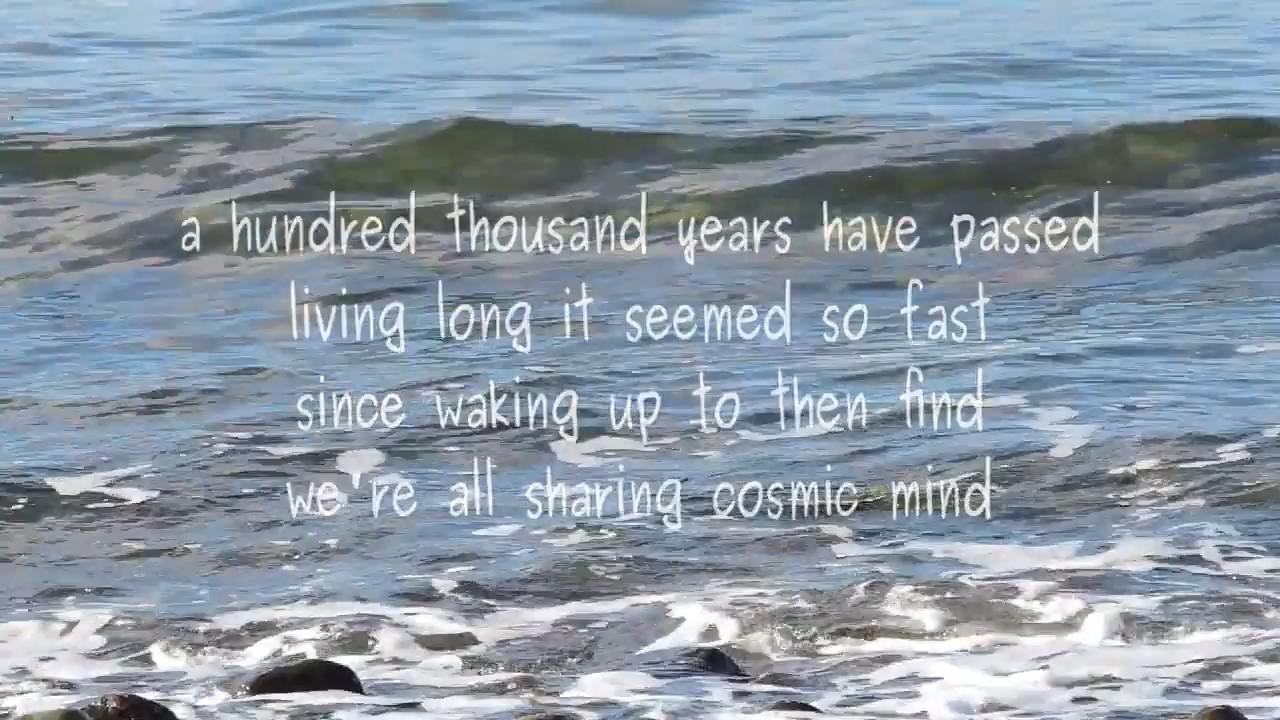 a hundred thousand years have passed
living long it seemed so fast
since waking up to then find
we're all sharing cosmic mind